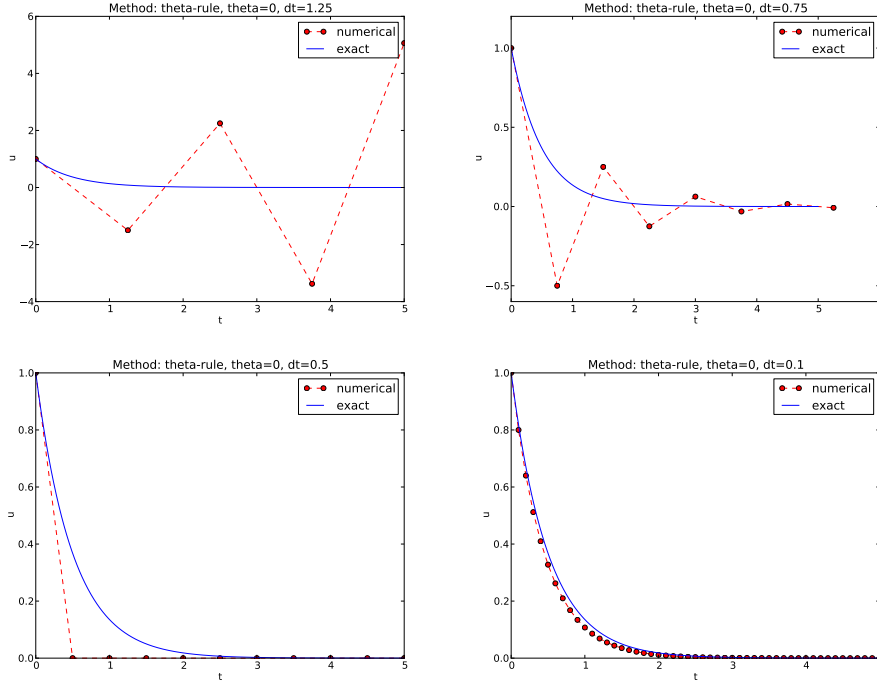 Method: theta-rule, theta=0, dt=1.25
6
4
2
0
−2
−4
u
0
1
2
3
4
5
t
numerical
exact
Method: theta-rule, theta=0, dt=0.75
1.0
0.5
0.0
−0.5
u
0
1
2
3
4
5
t
numerical
exact
Method: theta-rule, theta=0, dt=0.5
1.0
0.8
0.6
0.4
0.2
0.0
u
0
1
2
3
4
5
t
numerical
exact
Method: theta-rule, theta=0, dt=0.1
1.0
0.8
0.6
0.4
0.2
0.0
u
0
1
2
3
4
t
numerical
exact